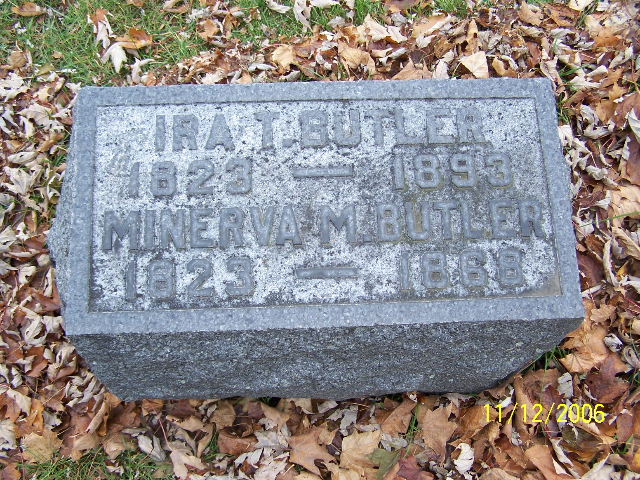 IRA T. BUTLER
1823 — 1893
MINERVA M. BUTLER
1823 — 1868
11/12/2006